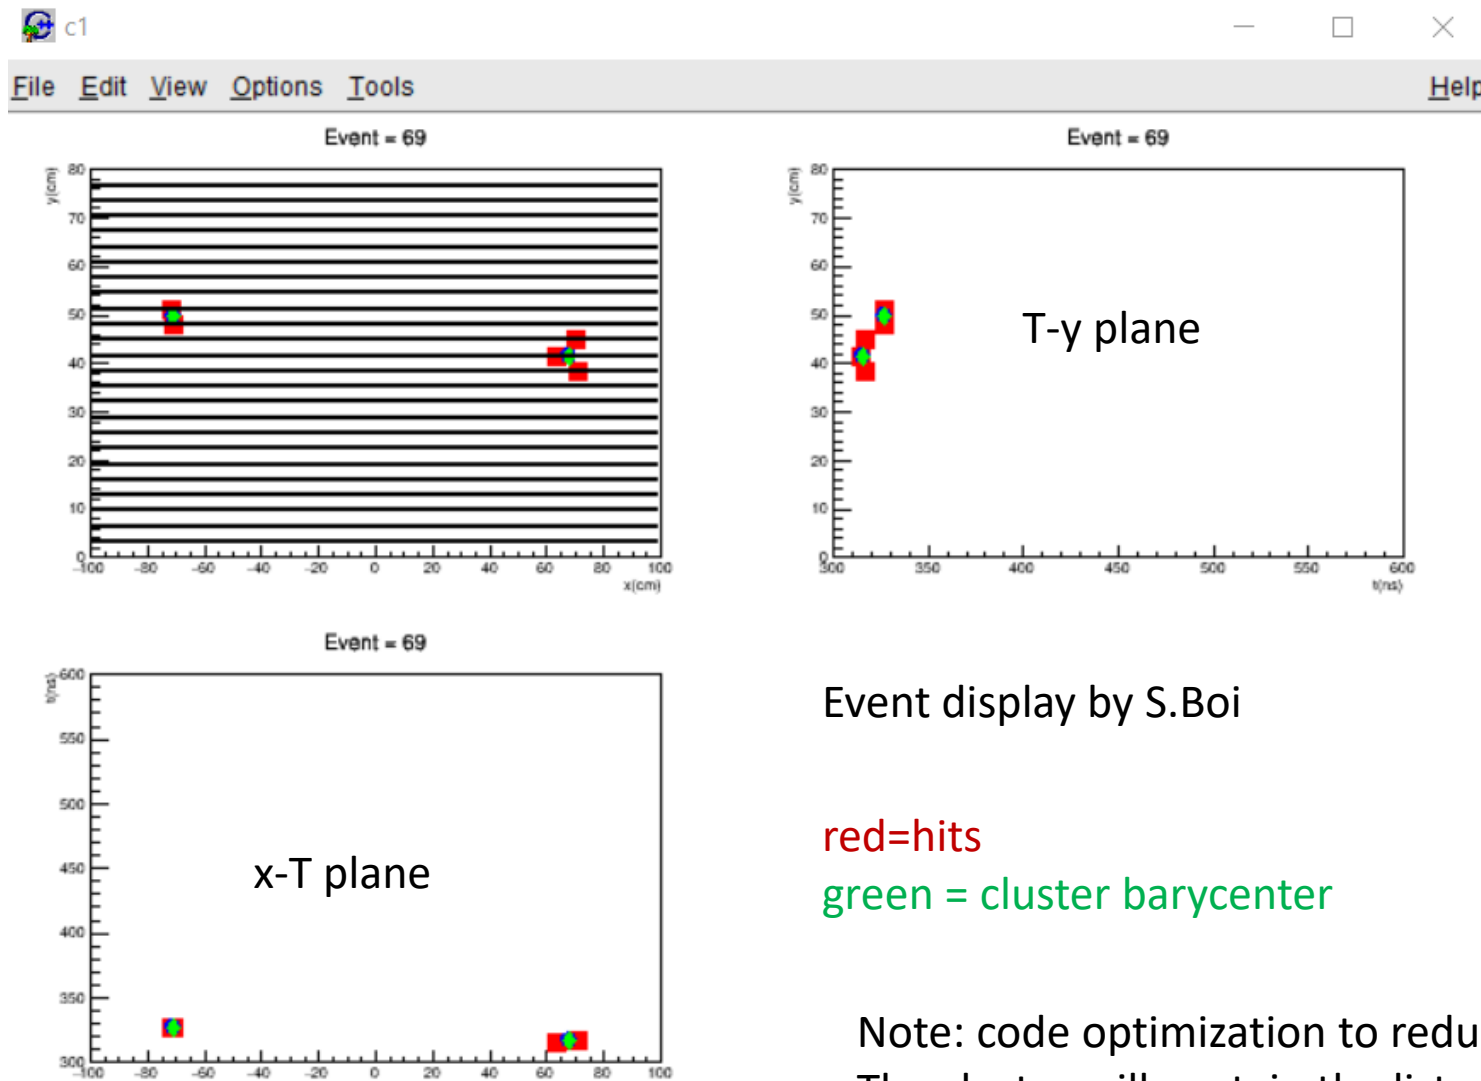 c1
File Edit View Options Tools Help
Event = 69
y(cm)
80
70
60
50
40
30
20
10
0
-100 -80 -60 -40 -20 0 20 40 60 80 100
x(cm)
Event = 69
y(cm)
80
70
60
50
40
30
20
10
0
T-y plane
300 350 400 450 500 550 600
t(ns)
Event = 69
t(ns)
600
550
500
450
400
350
300
x-T plane
-100 -80 -60 -40 -20 0 20 40 60 80 100
Event display by S.Boi
red=hits
green = cluster barycenter
Note: code optimization to redu